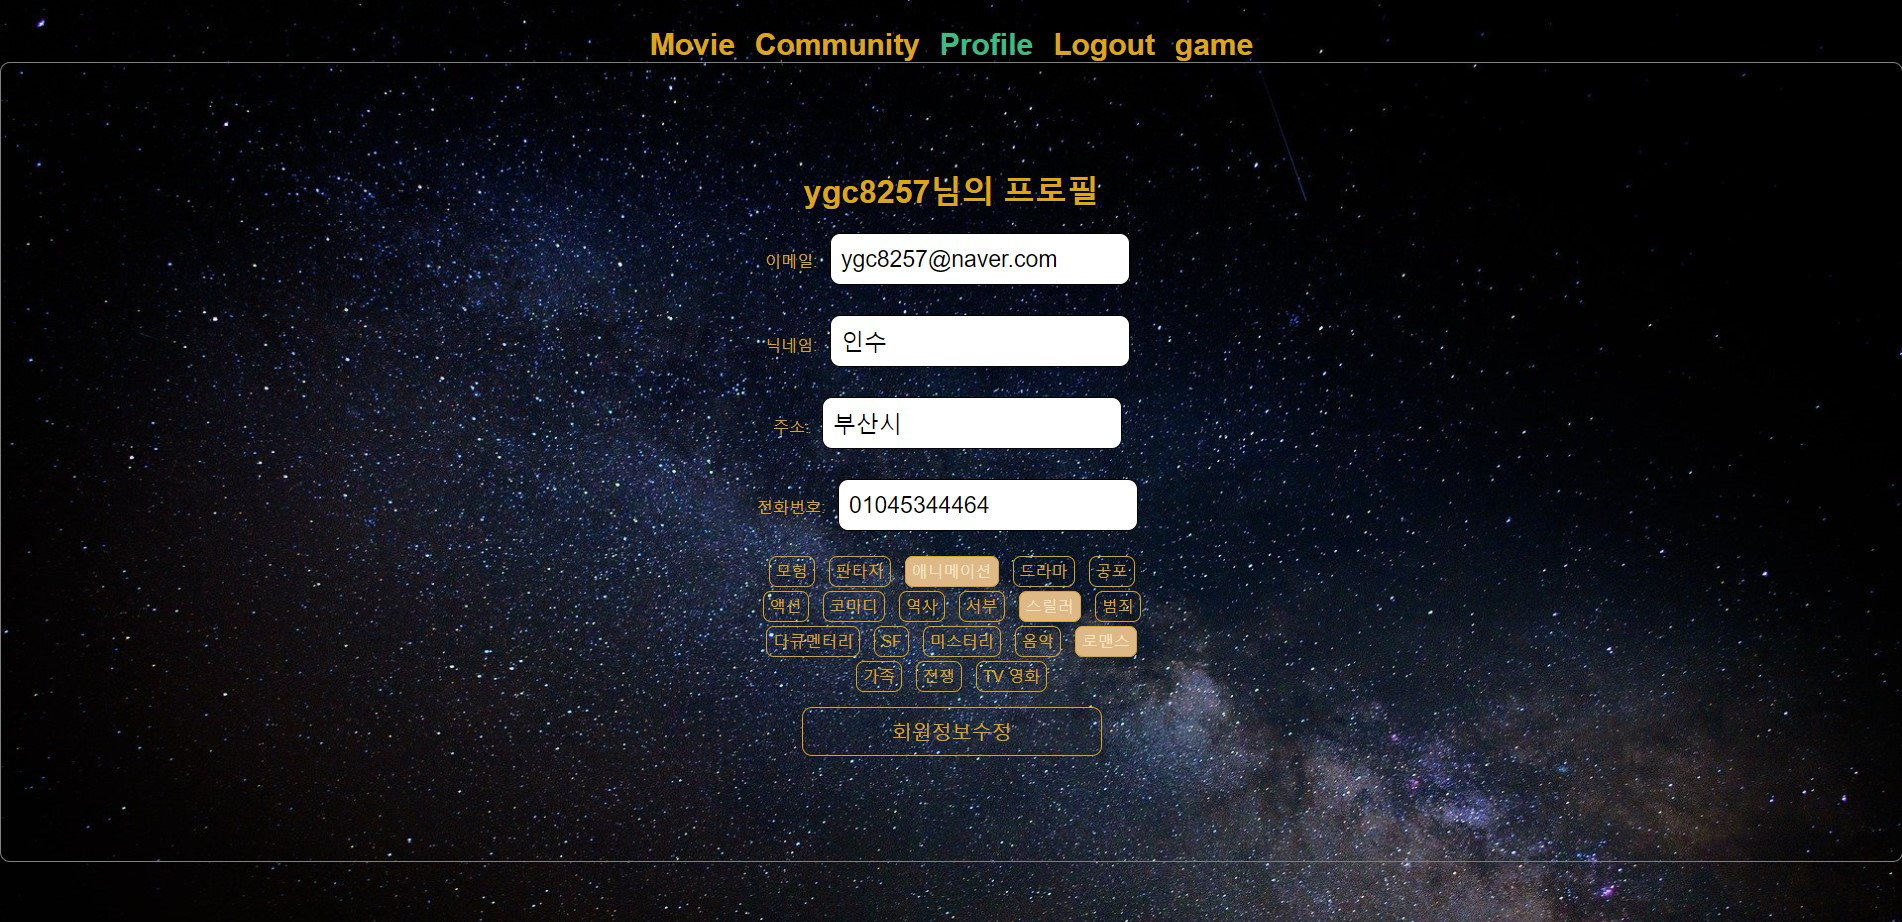 Movie Community Profile Logout game
ygc8257님의 프로필
이메일: ygc8257@naver.com
닉네임: 인수
주소: 부산시
전화번호: 01045344464
모험 판타지 애니메이션 드라마 공포
액션 코미디 역사 서부 스릴러 범죄
다큐멘터리 SF 미스터리 음악 로맨스
가족 전쟁 TV 영화
회원정보수정